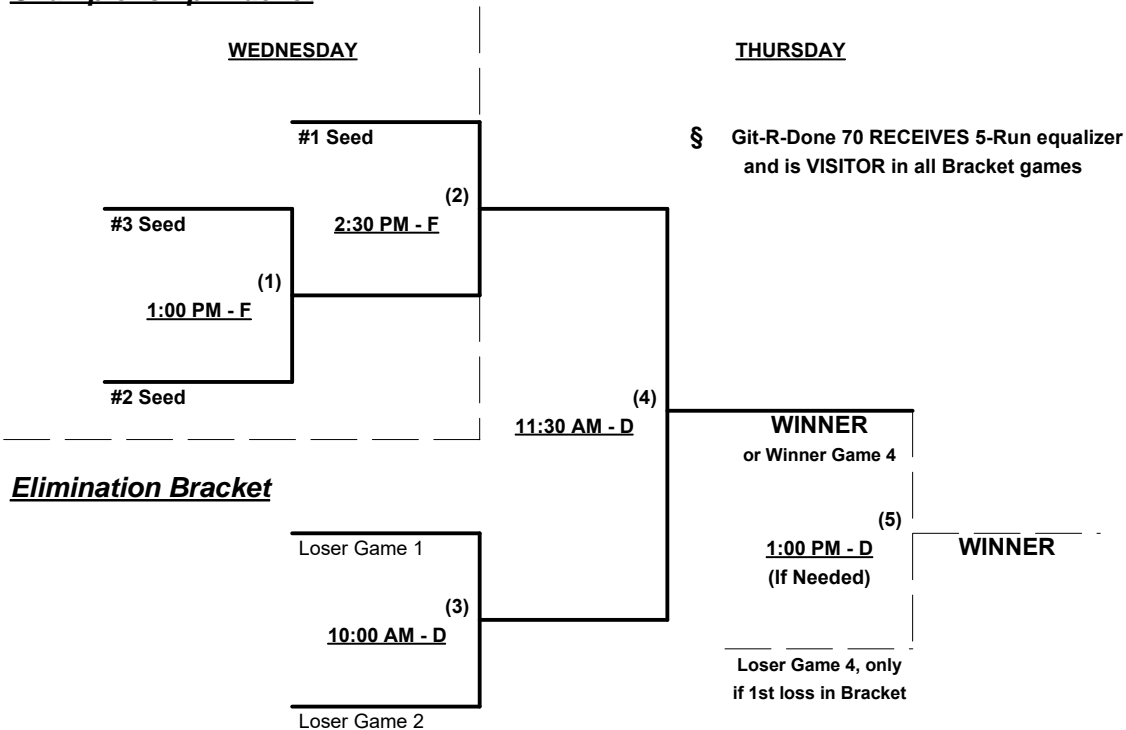 WEDNESDAY
THURSDAY
#1 Seed
§ Git-R-Done 70 RECEIVES 5-Run equalizer
and is VISITOR in all Bracket games
(2)
#3 Seed
2:30 PM - F
(1)
1:00 PM - F
#2 Seed
(4)
11:30 AM - D
WINNER
or Winner Game 4
Elimination Bracket
(5)
Loser Game 1
1:00 PM - D
WINNER
(If Needed)
(3)
10:00 AM - D
Loser Game 4, only
if 1st loss in Bracket
Loser Game 2